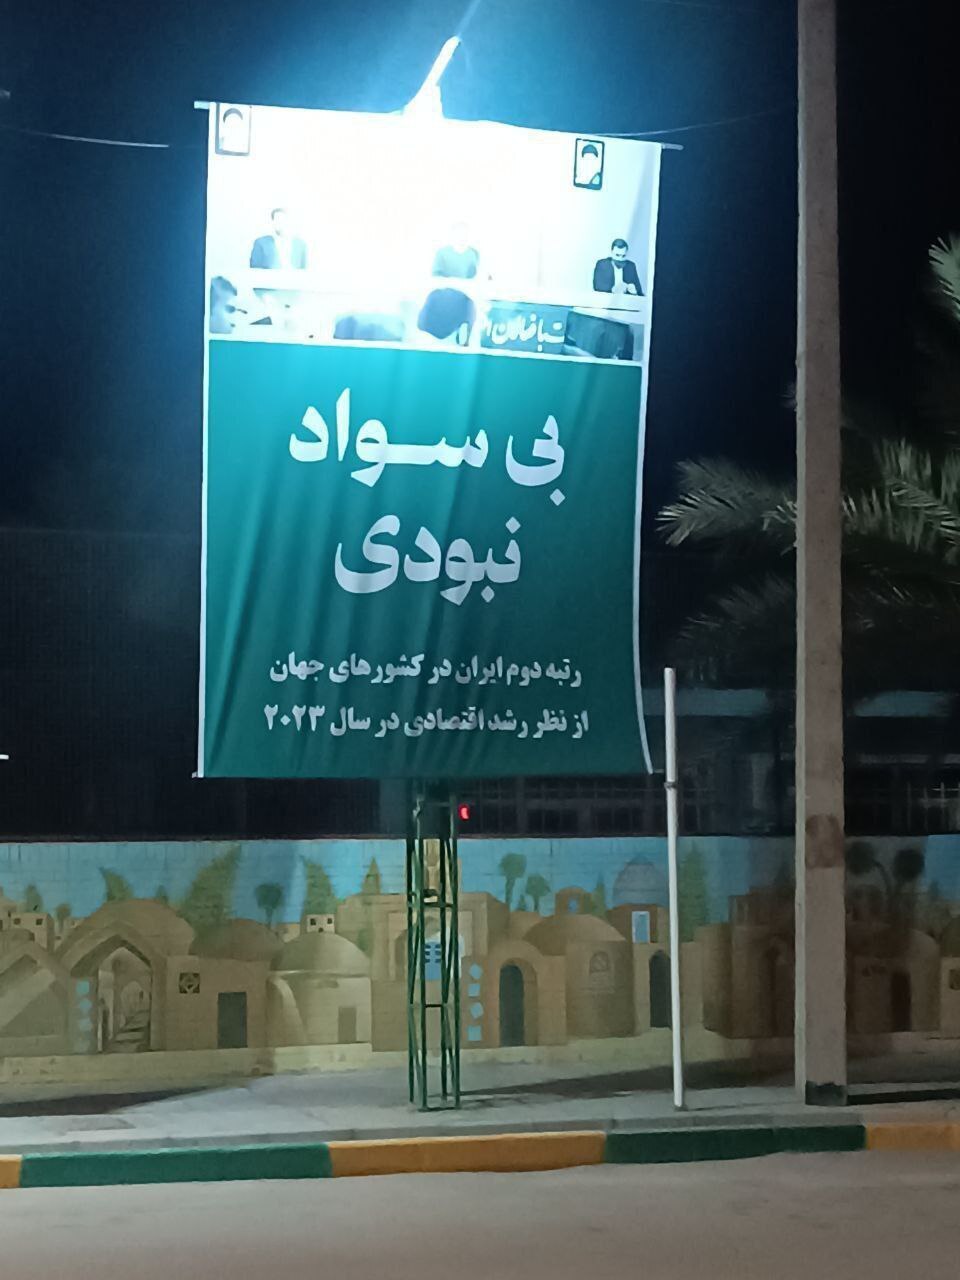 بی سواد
نبودی
رتبه دوم ایران در کشورهای جهان
از نظر رشد اقتصادی در سال ۲۰۲۳